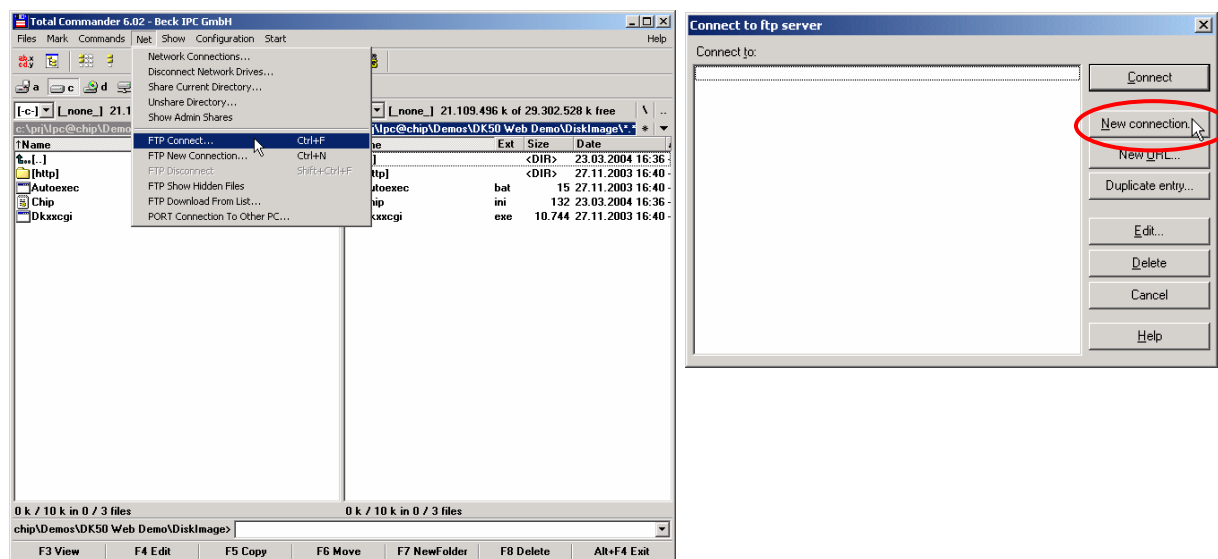 Total Commander 6.02 - Beck IPC GmbH
Files Mark Commands Net Show Configuration Start Help
a c d
[-c-] [_none_] 21.1
[_none_] 21.109.496 k of 29.302.528 k free \ ..
c:\prj\Ipc@chip\Demo
j\Ipc@chip\Demos\DK50 Web Demo\DiskImage\*.* *
↑Name
[..]
[http]
Autoexec
Chip
Dkxxcgi
Network Connections...
Disconnect Network Drives...
Share Current Directory...
Unshare Directory...
Show Admin Shares
FTP Connect... Ctrl+F
FTP New Connection... Ctrl+N
FTP Disconnect Shift+Ctrl+F
FTP Show Hidden Files
FTP Download From List...
PORT Connection To Other PC...
me Ext Size Date
] <DIR> 23.03.2004 16:36 -
ttp] <DIR> 27.11.2003 16:40 -
utoexec bat 15 27.11.2003 16:40 -
hip ini 132 23.03.2004 16:36 -
kxxcgi exe 10.744 27.11.2003 16:40 -
0 k / 10 k in 0 / 3 files
0 k / 10 k in 0 / 3 files
chip\Demos\DK50 Web Demo\DiskImage>
F3 View F4 Edit F5 Copy F6 Move F7 NewFolder F8 Delete Alt+F4 Exit
Connect to ftp server
Connect to:
Connect
New connection.
New URL...
Duplicate entry...
Edit...
Delete
Cancel
Help